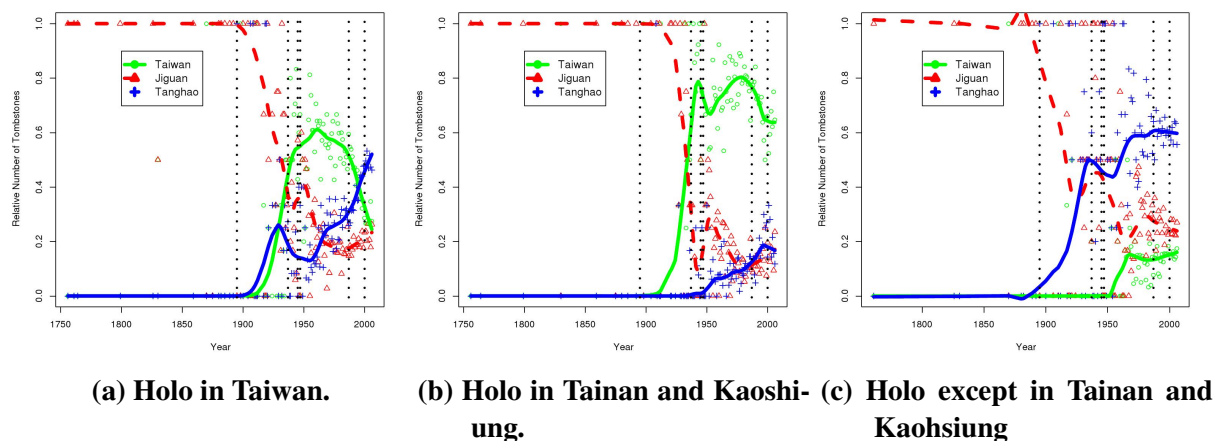 Relative Number of Tombstones
1.0
0.8
0.6
0.4
0.2
0.0
Taiwan
Jiguan
Tanghao
1750 1800 1850 1900 1950 2000
Year
(a) Holo in Taiwan.
Relative Number of Tombstones
1.0
0.8
0.6
0.4
0.2
0.0
Taiwan
Jiguan
Tanghao
1750 1800 1850 1900 1950 2000
Year
(b) Holo in Tainan and Kaoshi-
ung.
Relative Number of Tombstones
1.0
0.8
0.6
0.4
0.2
0.0
Taiwan
Jiguan
Tanghao
1800 1850 1900 1950 2000
Year
(c) Holo except in Tainan and
Kaohsiung